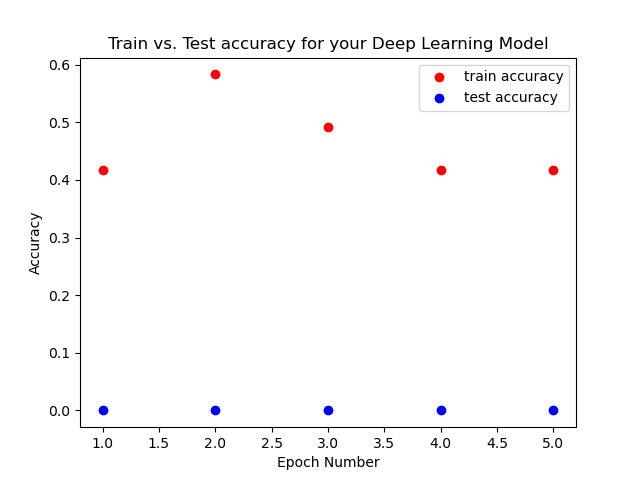 Train vs. Test accuracy for your Deep Learning Model
train accuracy
test accuracy
0.6
0.5
0.4
0.3
0.2
0.1
0.0
Accuracy
1.0 1.5 2.0 2.5 3.0 3.5 4.0 4.5 5.0
Epoch Number